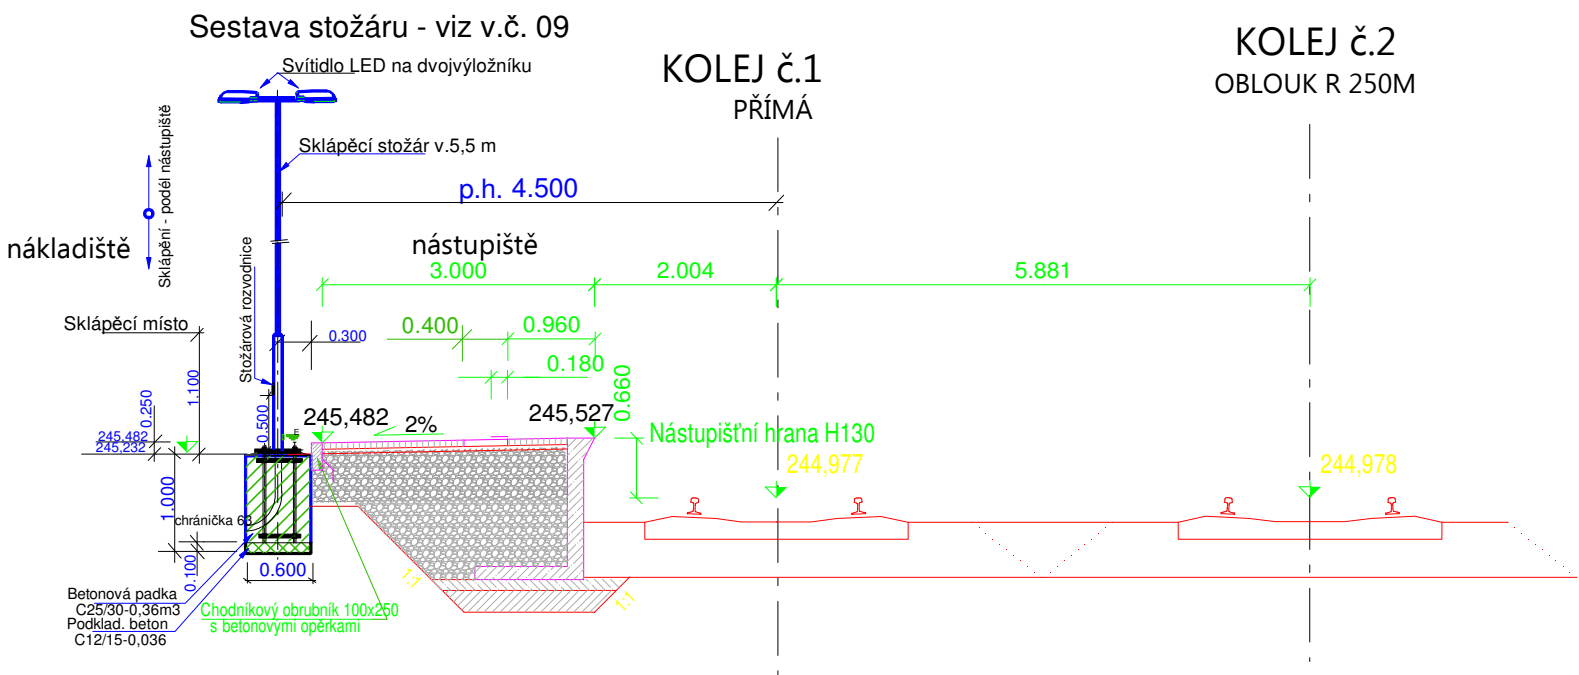 Sestava stožáru - viz v.č. 09
Svítidlo LED na dvojvýložníku
KOLEJ č.1
PŘÍMÁ
KOLEJ č.2
OBLOUK R 250M
Sklápění - podél nástupiště
Sklápěcí stožár v.5,5 m
p.h. 4.500
nákladiště
nástupiště
Stožárová rozvodnice
3.000
2.004
5.881
Sklápěcí místo
0.300
0.400
0.960
0.180
0.660
1.100
0.250
0.500
245,482
2%
245,527
Nástupišťní hrana H130
245,482
245,232
244,977
244,978
1.000
chránička 63
0.100
0.600
1:1
1:1
Betonová padka
C25/30-0,36m3
Podklad. beton
C12/15-0,036
Chodníkový obrubník 100x250
s betonovými opěrkami